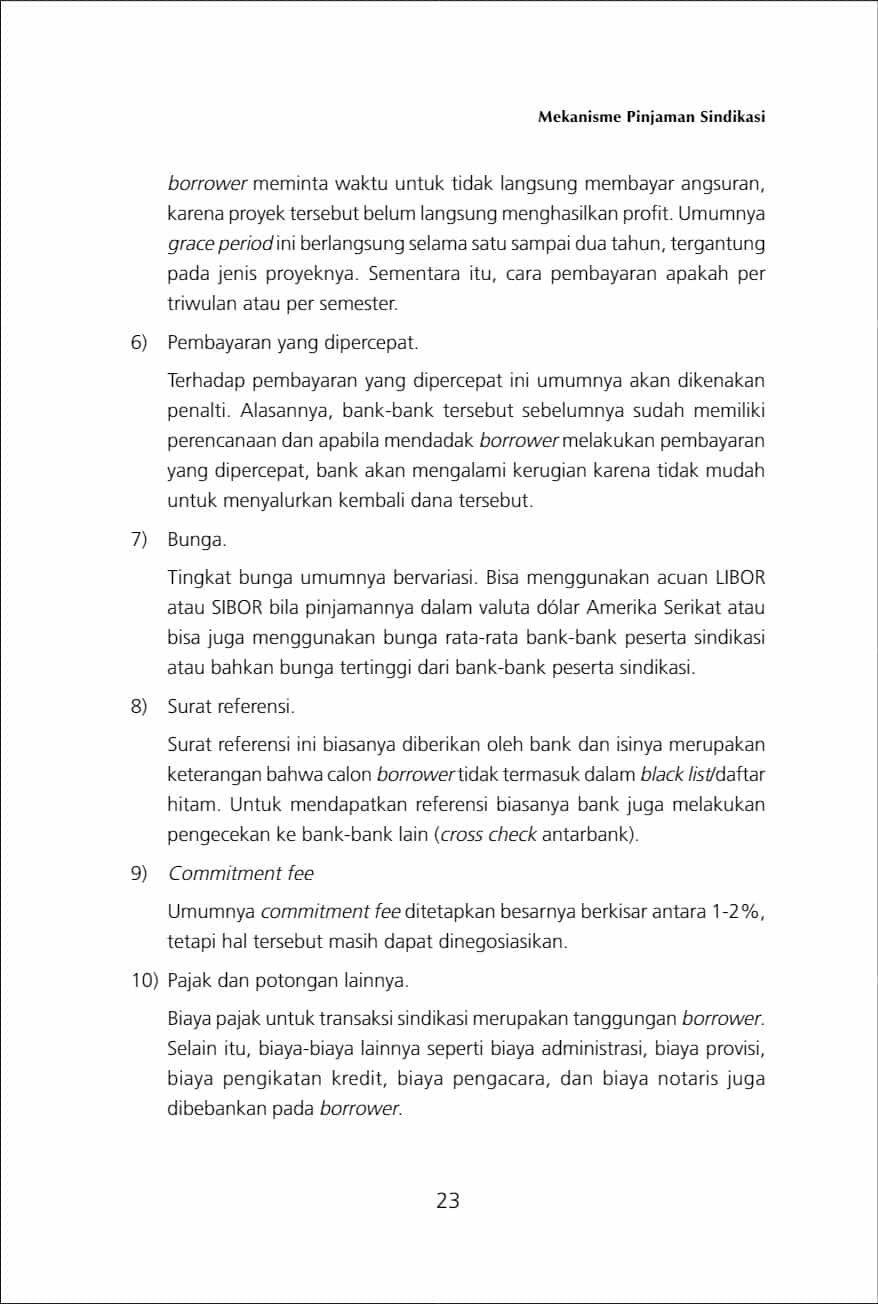 Mekanisme Pinjaman Sindikasi
borrower meminta waktu untuk tidak langsung membayar angsuran,
karena proyek tersebut belum langsung menghasilkan profit. Umumnya
grace period ini berlangsung selama satu sampai dua tahun, tergantung
pada jenis proyeknya. Sementara itu, cara pembayaran apakah per
triwulan atau per semester.
6) Pembayaran yang dipercepat.
Terhadap pembayaran yang dipercepat ini umumnya akan dikenakan
penalti. Alasannya, bank-bank tersebut sebelumnya sudah memiliki
perencanaan dan apabila mendadak borrower melakukan pembayaran
yang dipercepat, bank akan mengalami kerugian karena tidak mudah
untuk menyalurkan kembali dana tersebut.
7) Bunga.
Tingkat bunga umumnya bervariasi. Bisa menggunakan acuan LIBOR
atau SIBOR bila pinjamannya dalam valuta dólar Amerika Serikat atau
bisa juga menggunakan bunga rata-rata bank-bank peserta sindikasi
atau bahkan bunga tertinggi dari bank-bank peserta sindikasi.
8) Surat referensi.
Surat referensi ini biasanya diberikan oleh bank dan isinya merupakan
keterangan bahwa calon borrower tidak termasuk dalam black list/daftar
hitam. Untuk mendapatkan referensi biasanya bank juga melakukan
pengecekan ke bank-bank lain (cross check antarbank).
9) Commitment fee
Umumnya commitment fee ditetapkan besarnya berkisar antara 1-2%,
tetapi hal tersebut masih dapat dinegosiasikan.
10) Pajak dan potongan lainnya.
Biaya pajak untuk transaksi sindikasi merupakan tanggungan borrower.
Selain itu, biaya-biaya lainnya seperti biaya administrasi, biaya provisi,
biaya pengikatan kredit, biaya pengacara, dan biaya notaris juga
dibebankan pada borrower.
23